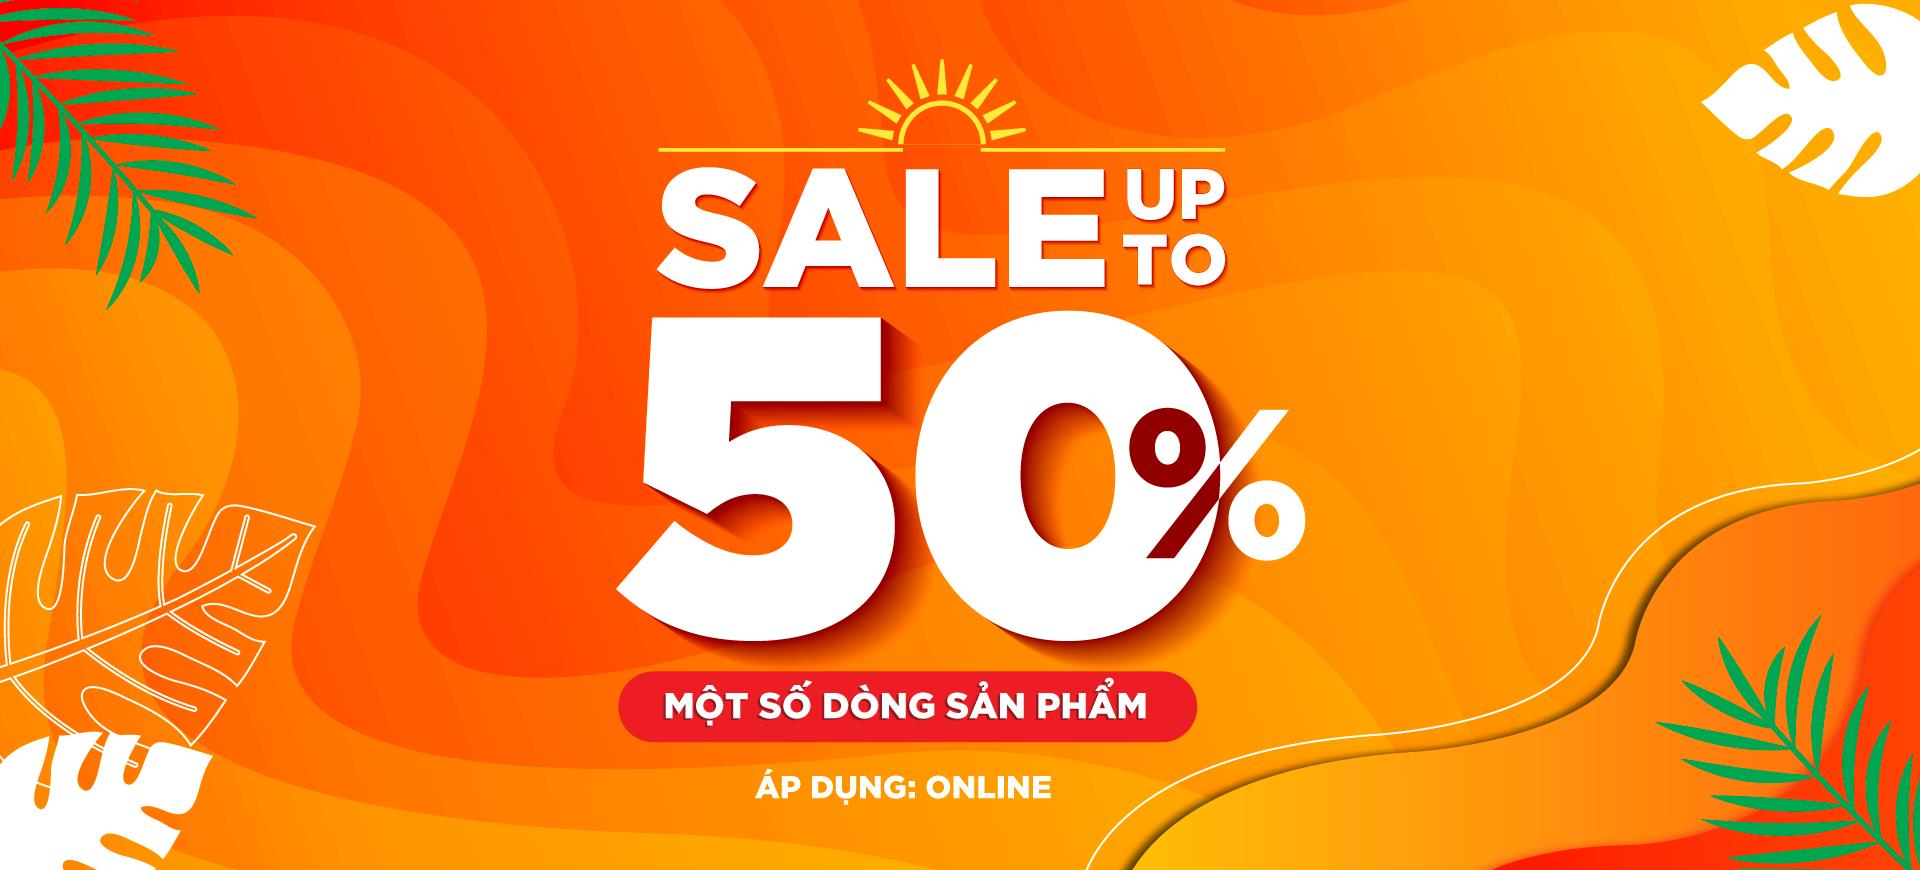 SALE UP TO
50%
MỘT SỐ DÒNG SẢN PHẨM
ÁP DỤNG: ONLINE